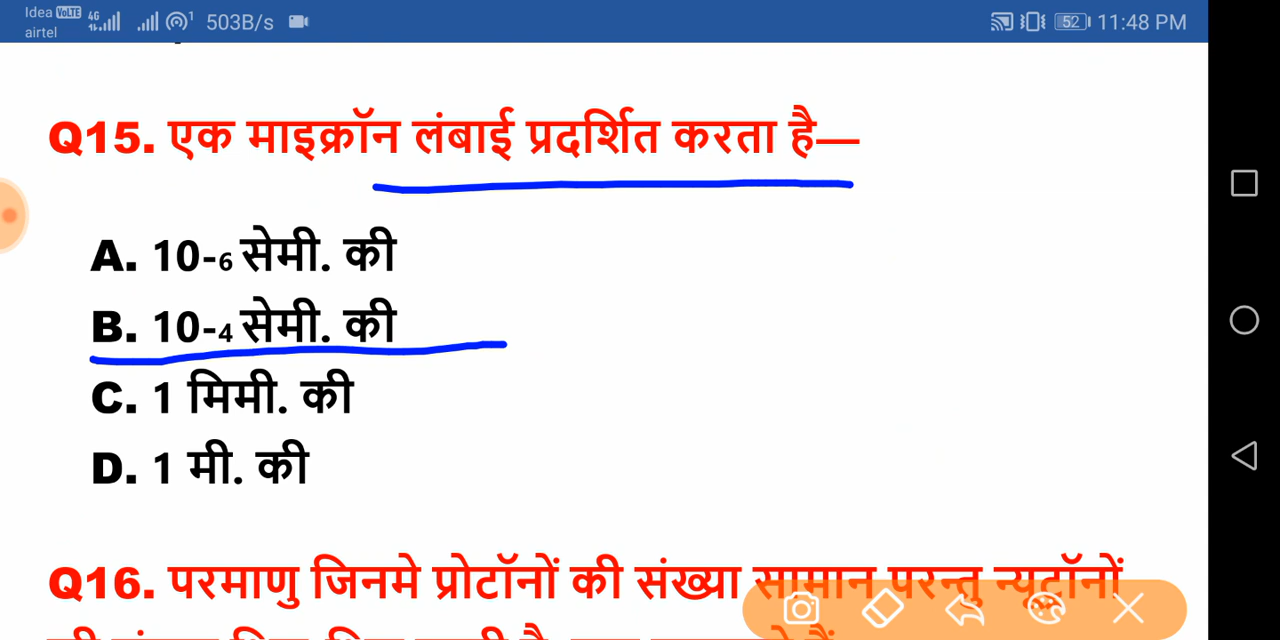 Idea VoLTE 4G 1 503B/s 52 11:48 PM
airtel
Q15. एक माइक्रॉन लंबाई प्रदर्शित करता है—
A. 10-6 सेमी. की
B. 10-4 सेमी. की
C. 1 मिमी. की
D. 1 मी. की
Q16. परमाणु जिनमे प्रोटॉनों की संख्या सामान परन्तु न्यूट्रॉनों